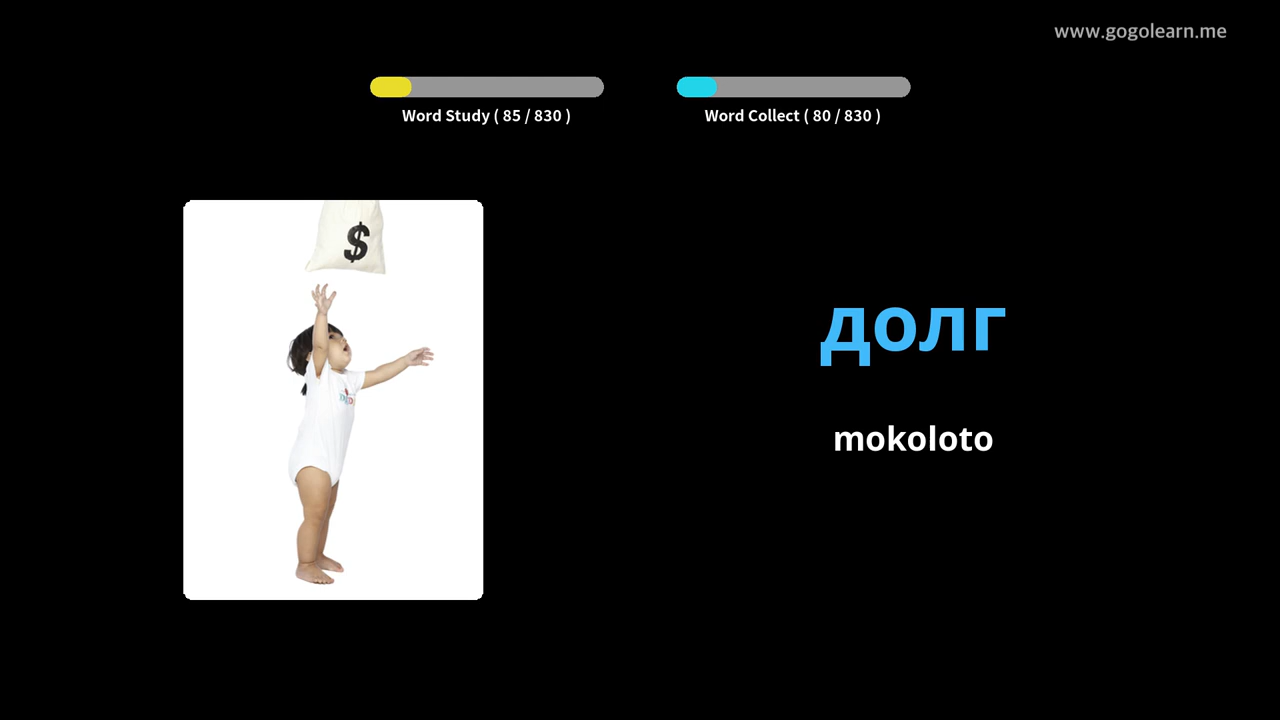 www.gogolearn.me
Word Study ( 85 / 830 )
Word Collect ( 80 / 830 )
$
долг
mokoloto